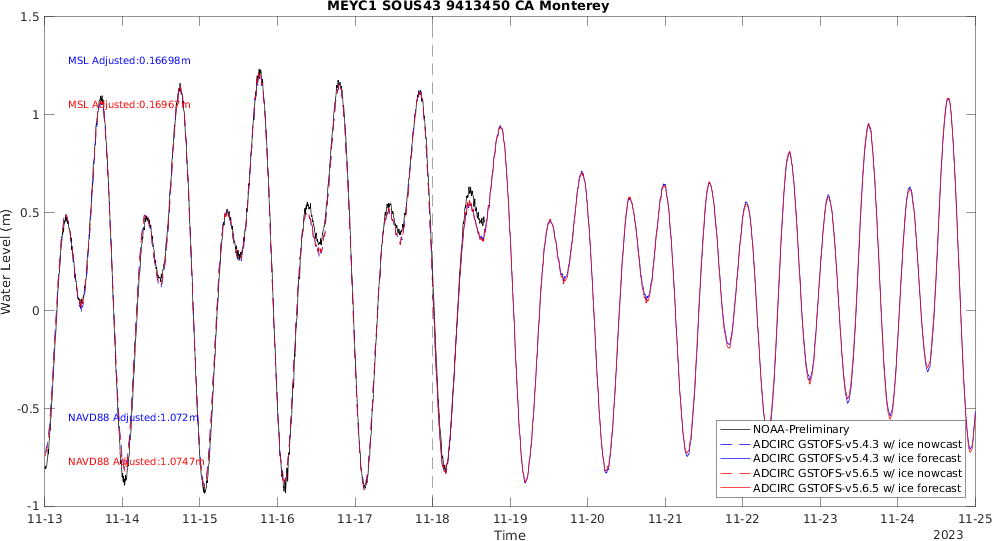 MEYC1 SOUS43 9413450 CA Monterey
1.5
1
0.5
0
-0.5
-1
Water Level (m)
MSL Adjusted:0.16698m
MSL Adjusted:0.16967m
NAVD88 Adjusted:1.072m
NAVD88 Adjusted:1.0747m
NOAA-Preliminary
ADCIRC GSTOFS-v5.4.3 w/ ice nowcast
ADCIRC GSTOFS-v5.4.3 w/ ice forecast
ADCIRC GSTOFS-v5.6.5 w/ ice nowcast
ADCIRC GSTOFS-v5.6.5 w/ ice forecast
11-13 11-14 11-15 11-16 11-17 11-18 11-19 11-20 11-21 11-22 11-23 11-24 11-25
Time
2023